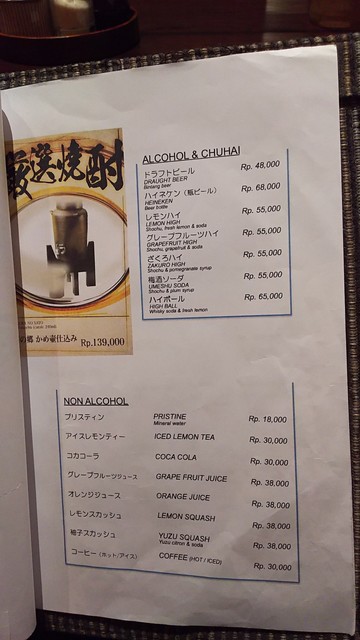 厳選焼酎
の郷 かめ壷仕込み Rp.139,000
ALCOHOL & CHUHAI
ドラフトビール Rp. 48,000
DRAUGHT BEER
Bintang beer
ハイネケン（瓶ビール） Rp. 68,000
HEINEKEN
Beer bottle
レモンハイ Rp. 55,000
LEMON HIGH
Shochu, fresh lemon & soda
グレープフルーツハイ Rp. 55,000
GRAPEFRUIT HIGH
Shochu, grapefruit & soda
ざくろハイ Rp. 55,000
ZAKURO HIGH
Shochu & pomegranate syrup
梅酒ソーダ Rp. 55,000
UMESHU SODA
Shochu & plum syrup
ハイボール Rp. 65,000
HIGH BALL
Whisky soda & fresh lemon
NON ALCOHOL
プリスティン PRISTINE Rp. 18,000
Mineral water
アイスレモンティー ICED LEMON TEA Rp. 30,000
コカコーラ COCA COLA Rp. 30,000
グレープフルーツジュース GRAPE FRUIT JUICE Rp. 38,000
オレンジジュース ORANGE JUICE Rp. 38,000
レモンスカッシュ LEMON SQUASH Rp. 38,000
柚子スカッシュ YUZU SQUASH Rp. 38,000
Yuzu citron & soda
コーヒー（ホット/アイス） COFFEE (HOT / ICED) Rp. 30,000